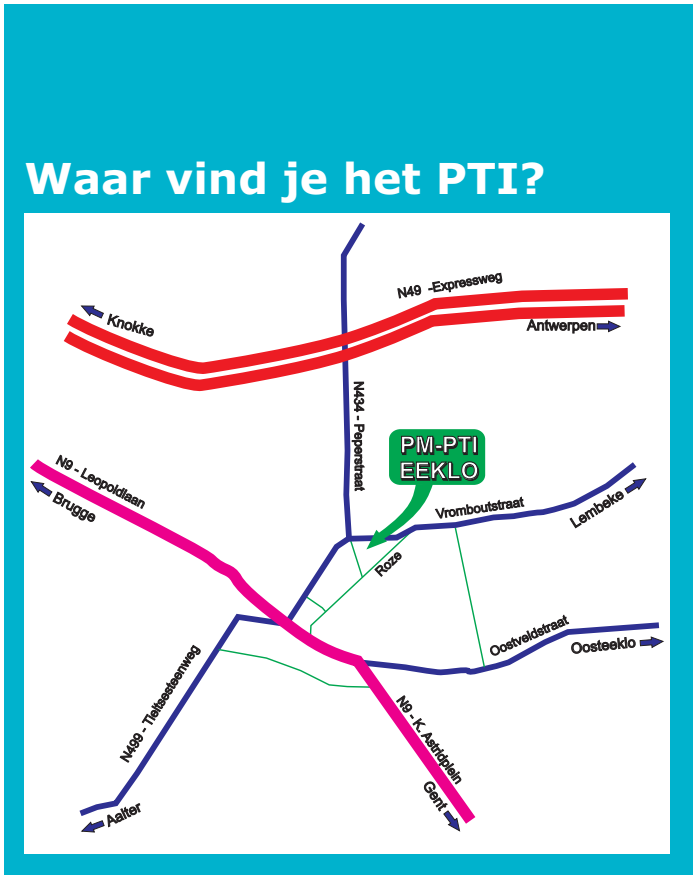 Waar vind je het PTI?
N49 -Expressweg
Knokke
Antwerpen
N434 - Peperstraat
PM-PTI
EEKLO
N9 - Leopoldlaan
Brugge
Vromboutstraat
Lembeke
Roze
Oostveldstraat
Oosteeklo
N499 - Tieltsesteenweg
N9 - K. Astridplein
Gent
Aalter